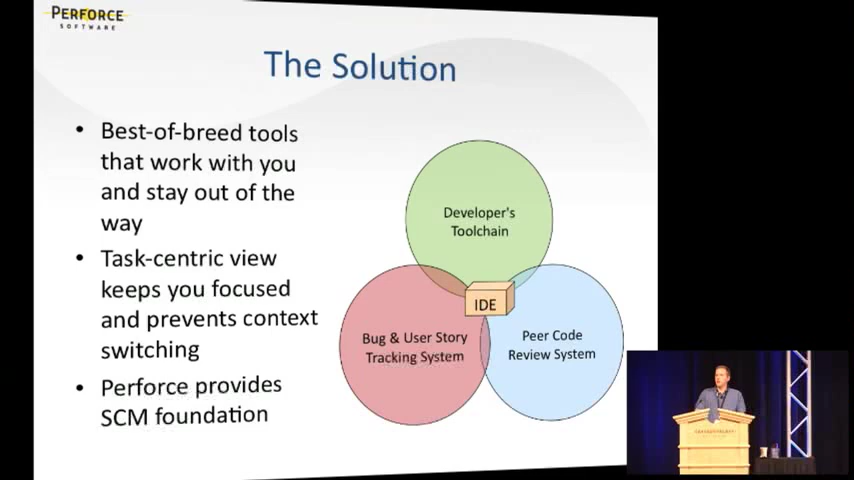 PERFORCE
SOFTWARE
The Solution
• Best-of-breed tools
that work with you
and stay out of the
way
• Task-centric view
keeps you focused
and prevents context
switching
• Perforce provides
SCM foundation
Developer's
Toolchain
IDE
Bug & User Story
Tracking System
Peer Code
Review System